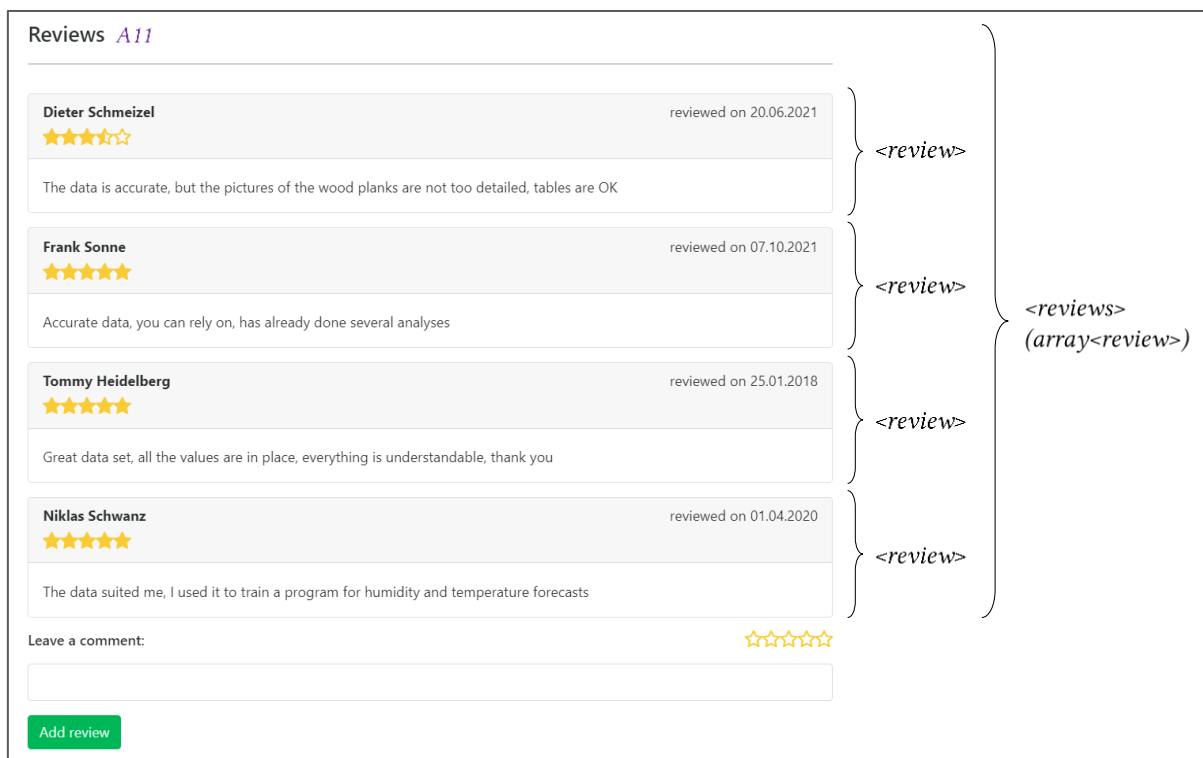 Reviews A11
Dieter Schmeizel reviewed on 20.06.2021
The data is accurate, but the pictures of the wood planks are not too detailed, tables are OK
<review>
Frank Sonne reviewed on 07.10.2021
Accurate data, you can rely on, has already done several analyses
<review>
Tommy Heidelberg reviewed on 25.01.2018
Great data set, all the values are in place, everything is understandable, thank you
<review>
Niklas Schwanz reviewed on 01.04.2020
The data suited me, I used it to train a program for humidity and temperature forecasts
<review>
<reviews>
(array<review>)
Leave a comment:
Add review